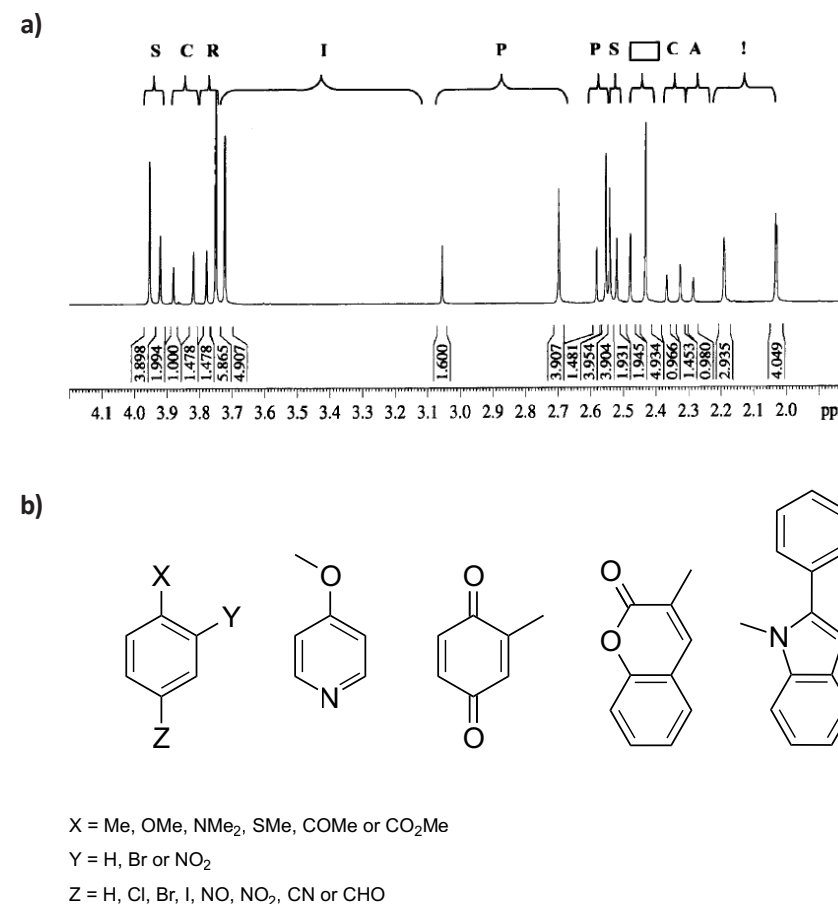 a)
S C R I P P S C A !
3.898 1.994 1.000 1.478 1.478 5.865 4.907 1.600 3.907 1.481 3.954 3.904 1.931 1.945 4.934 0.966 1.453 0.980 2.935 4.049
4.1 4.0 3.9 3.8 3.7 3.6 3.5 3.4 3.3 3.2 3.1 3.0 2.9 2.8 2.7 2.6 2.5 2.4 2.3 2.2 2.1 2.0 pp
b)
X Y Z
O N
O O
O O
N
X = Me, OMe, NMe₂, SMe, COMe or CO₂Me
Y = H, Br or NO₂
Z = H, Cl, Br, I, NO, NO₂, CN or CHO